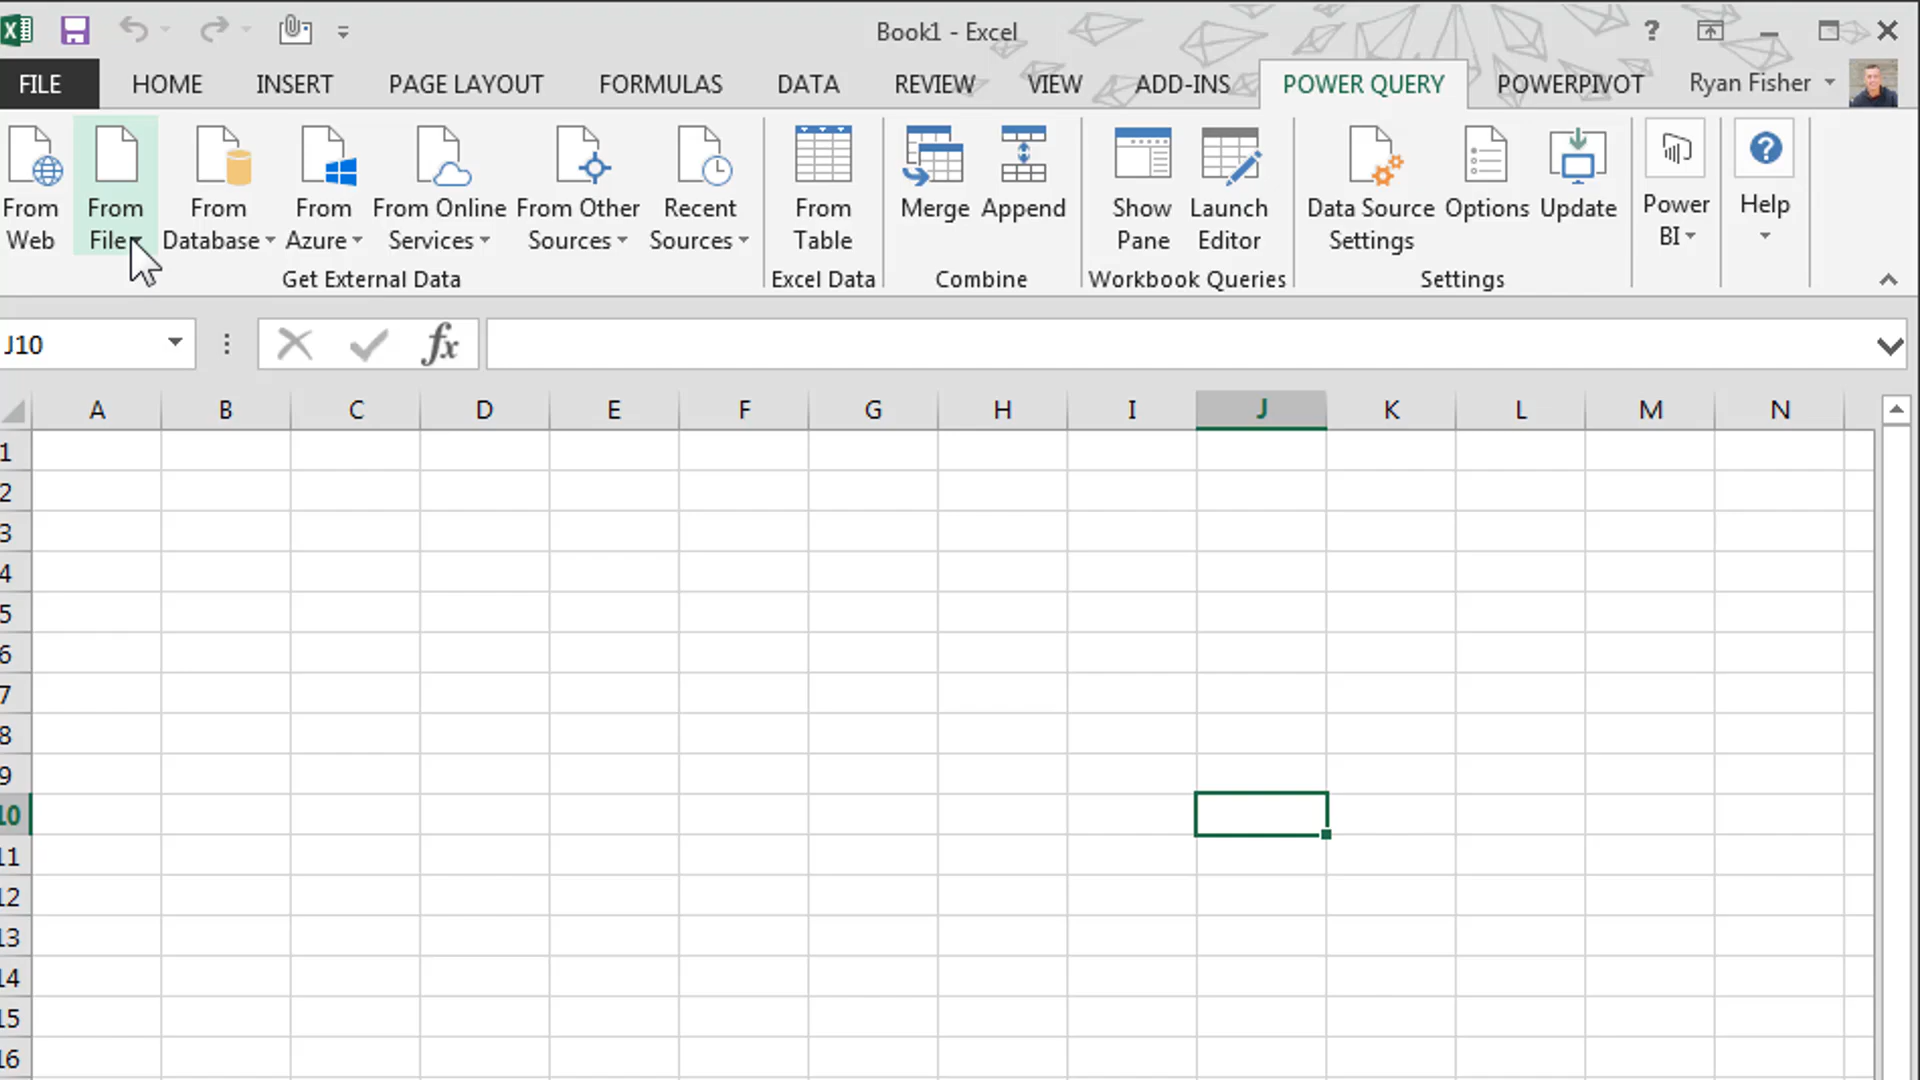 Book1 - Excel
?
FILE HOME INSERT PAGE LAYOUT FORMULAS DATA REVIEW VIEW ADD-INS POWER QUERY POWERPIVOT Ryan Fisher
From Web
From File
From Database
From Azure
From Online Services
From Other Sources
Recent Sources
From Table
Merge
Append
Show Pane
Launch Editor
Data Source Settings
Options
Update
Power BI
Help
Get External Data
Excel Data
Combine
Workbook Queries
Settings
J10
fx
A B C D E F G H I J K L M N
1
2
3
4
5
6
7
8
9
10
11
12
13
14
15
16